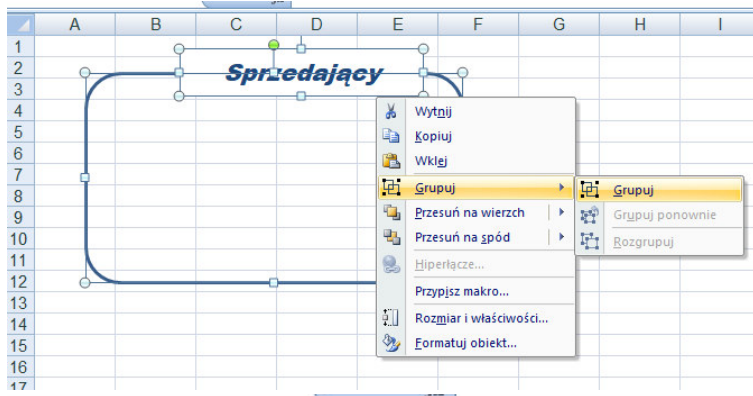 A B C D E F G H I
1
2 Sprzedający
3
4 Wytnij
5 Kopiuj
6 Wklej
7
8 Grupuj Grupuj
9 Przesuń na wierzch Grupuj ponownie
10 Przesuń na spód Rozgrupuj
11 Hiperłącze...
12
13 Przypisz makro...
14 Rozmiar i właściwości...
15 Formatuj obiekt...
16
17